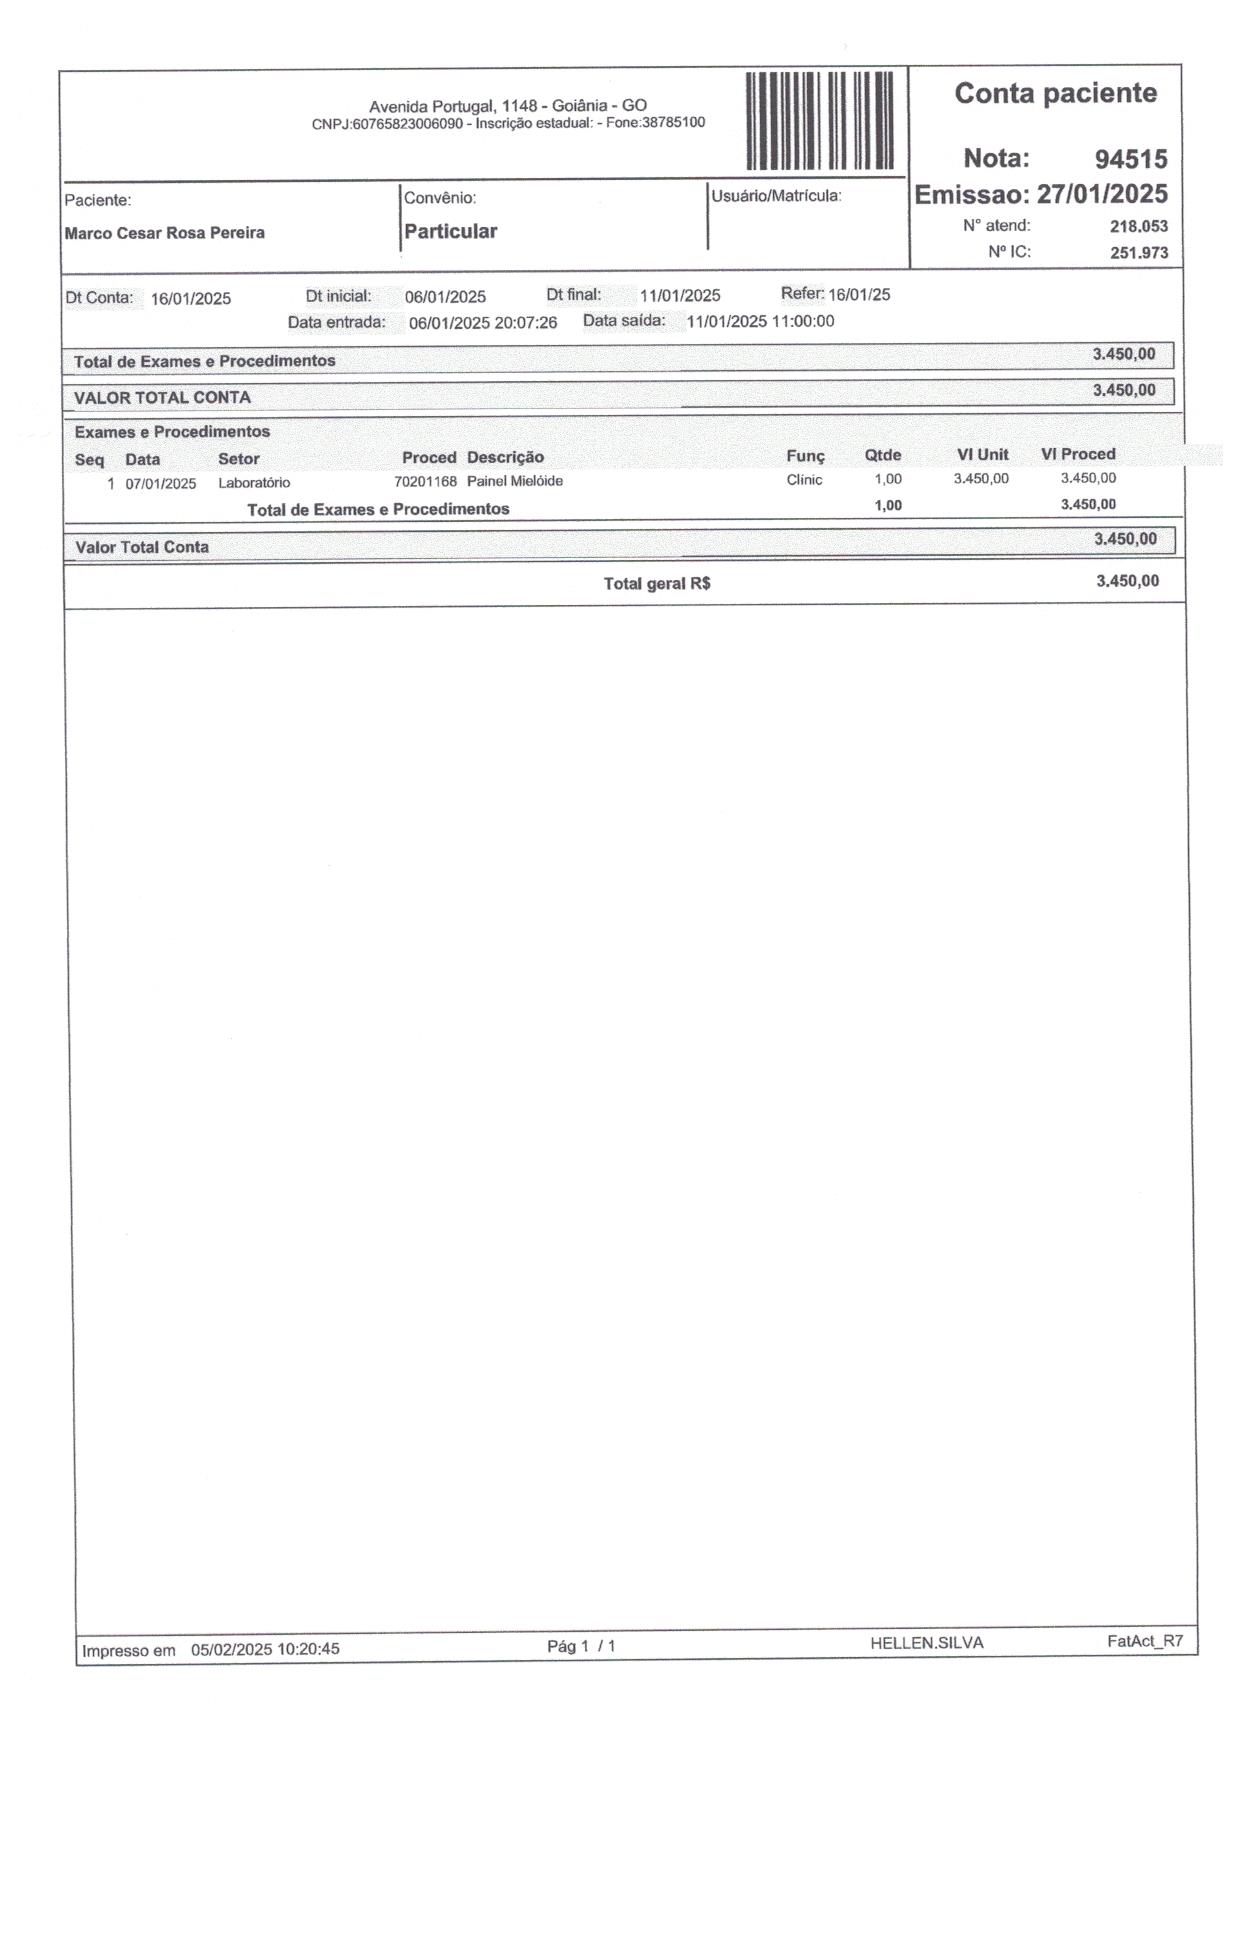 Avenida Portugal, 1148 - Goiânia - GO
CNPJ:60765823006090 - Inscrição estadual: - Fone:38785100
Conta paciente
Nota: 94515
Emissao: 27/01/2025
N° atend: 218.053
Nº IC: 251.973
Paciente: Convênio: Usuário/Matrícula:
Marco Cesar Rosa Pereira Particular
Dt Conta: 16/01/2025 Dt inicial: 06/01/2025 Dt final: 11/01/2025 Refer: 16/01/25
Data entrada: 06/01/2025 20:07:26 Data saída: 11/01/2025 11:00:00
Total de Exames e Procedimentos 3.450,00
VALOR TOTAL CONTA 3.450,00
Exames e Procedimentos
Seq Data Setor Proced Descrição Funç Qtde Vl Unit Vl Proced
1 07/01/2025 Laboratório 70201168 Painel Mielóide Clinic 1,00 3.450,00 3.450,00
Total de Exames e Procedimentos 1,00 3.450,00
Valor Total Conta 3.450,00
Total geral R$ 3.450,00
Impresso em 05/02/2025 10:20:45 Pág 1 / 1 HELLEN.SILVA FatAct_R7